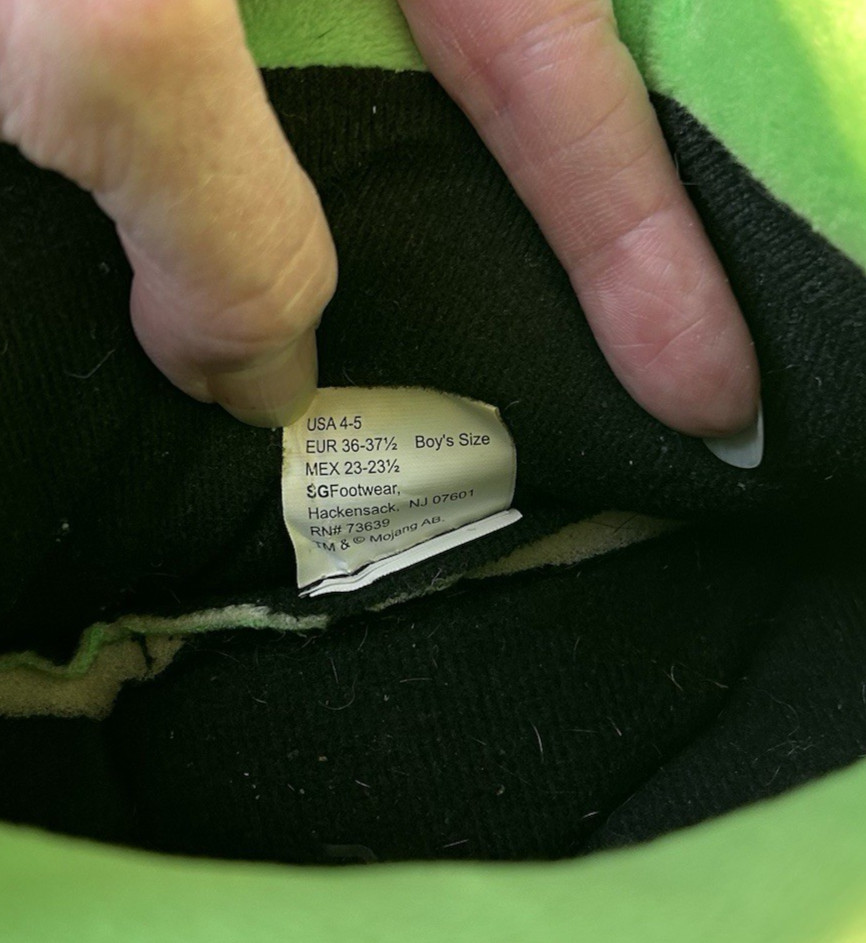 USA 4-5
EUR 36-37½ Boy's Size
MEX 23-23½
SGFootwear,
Hackensack, NJ 07601
RN# 73639
TM & © Mojang AB.